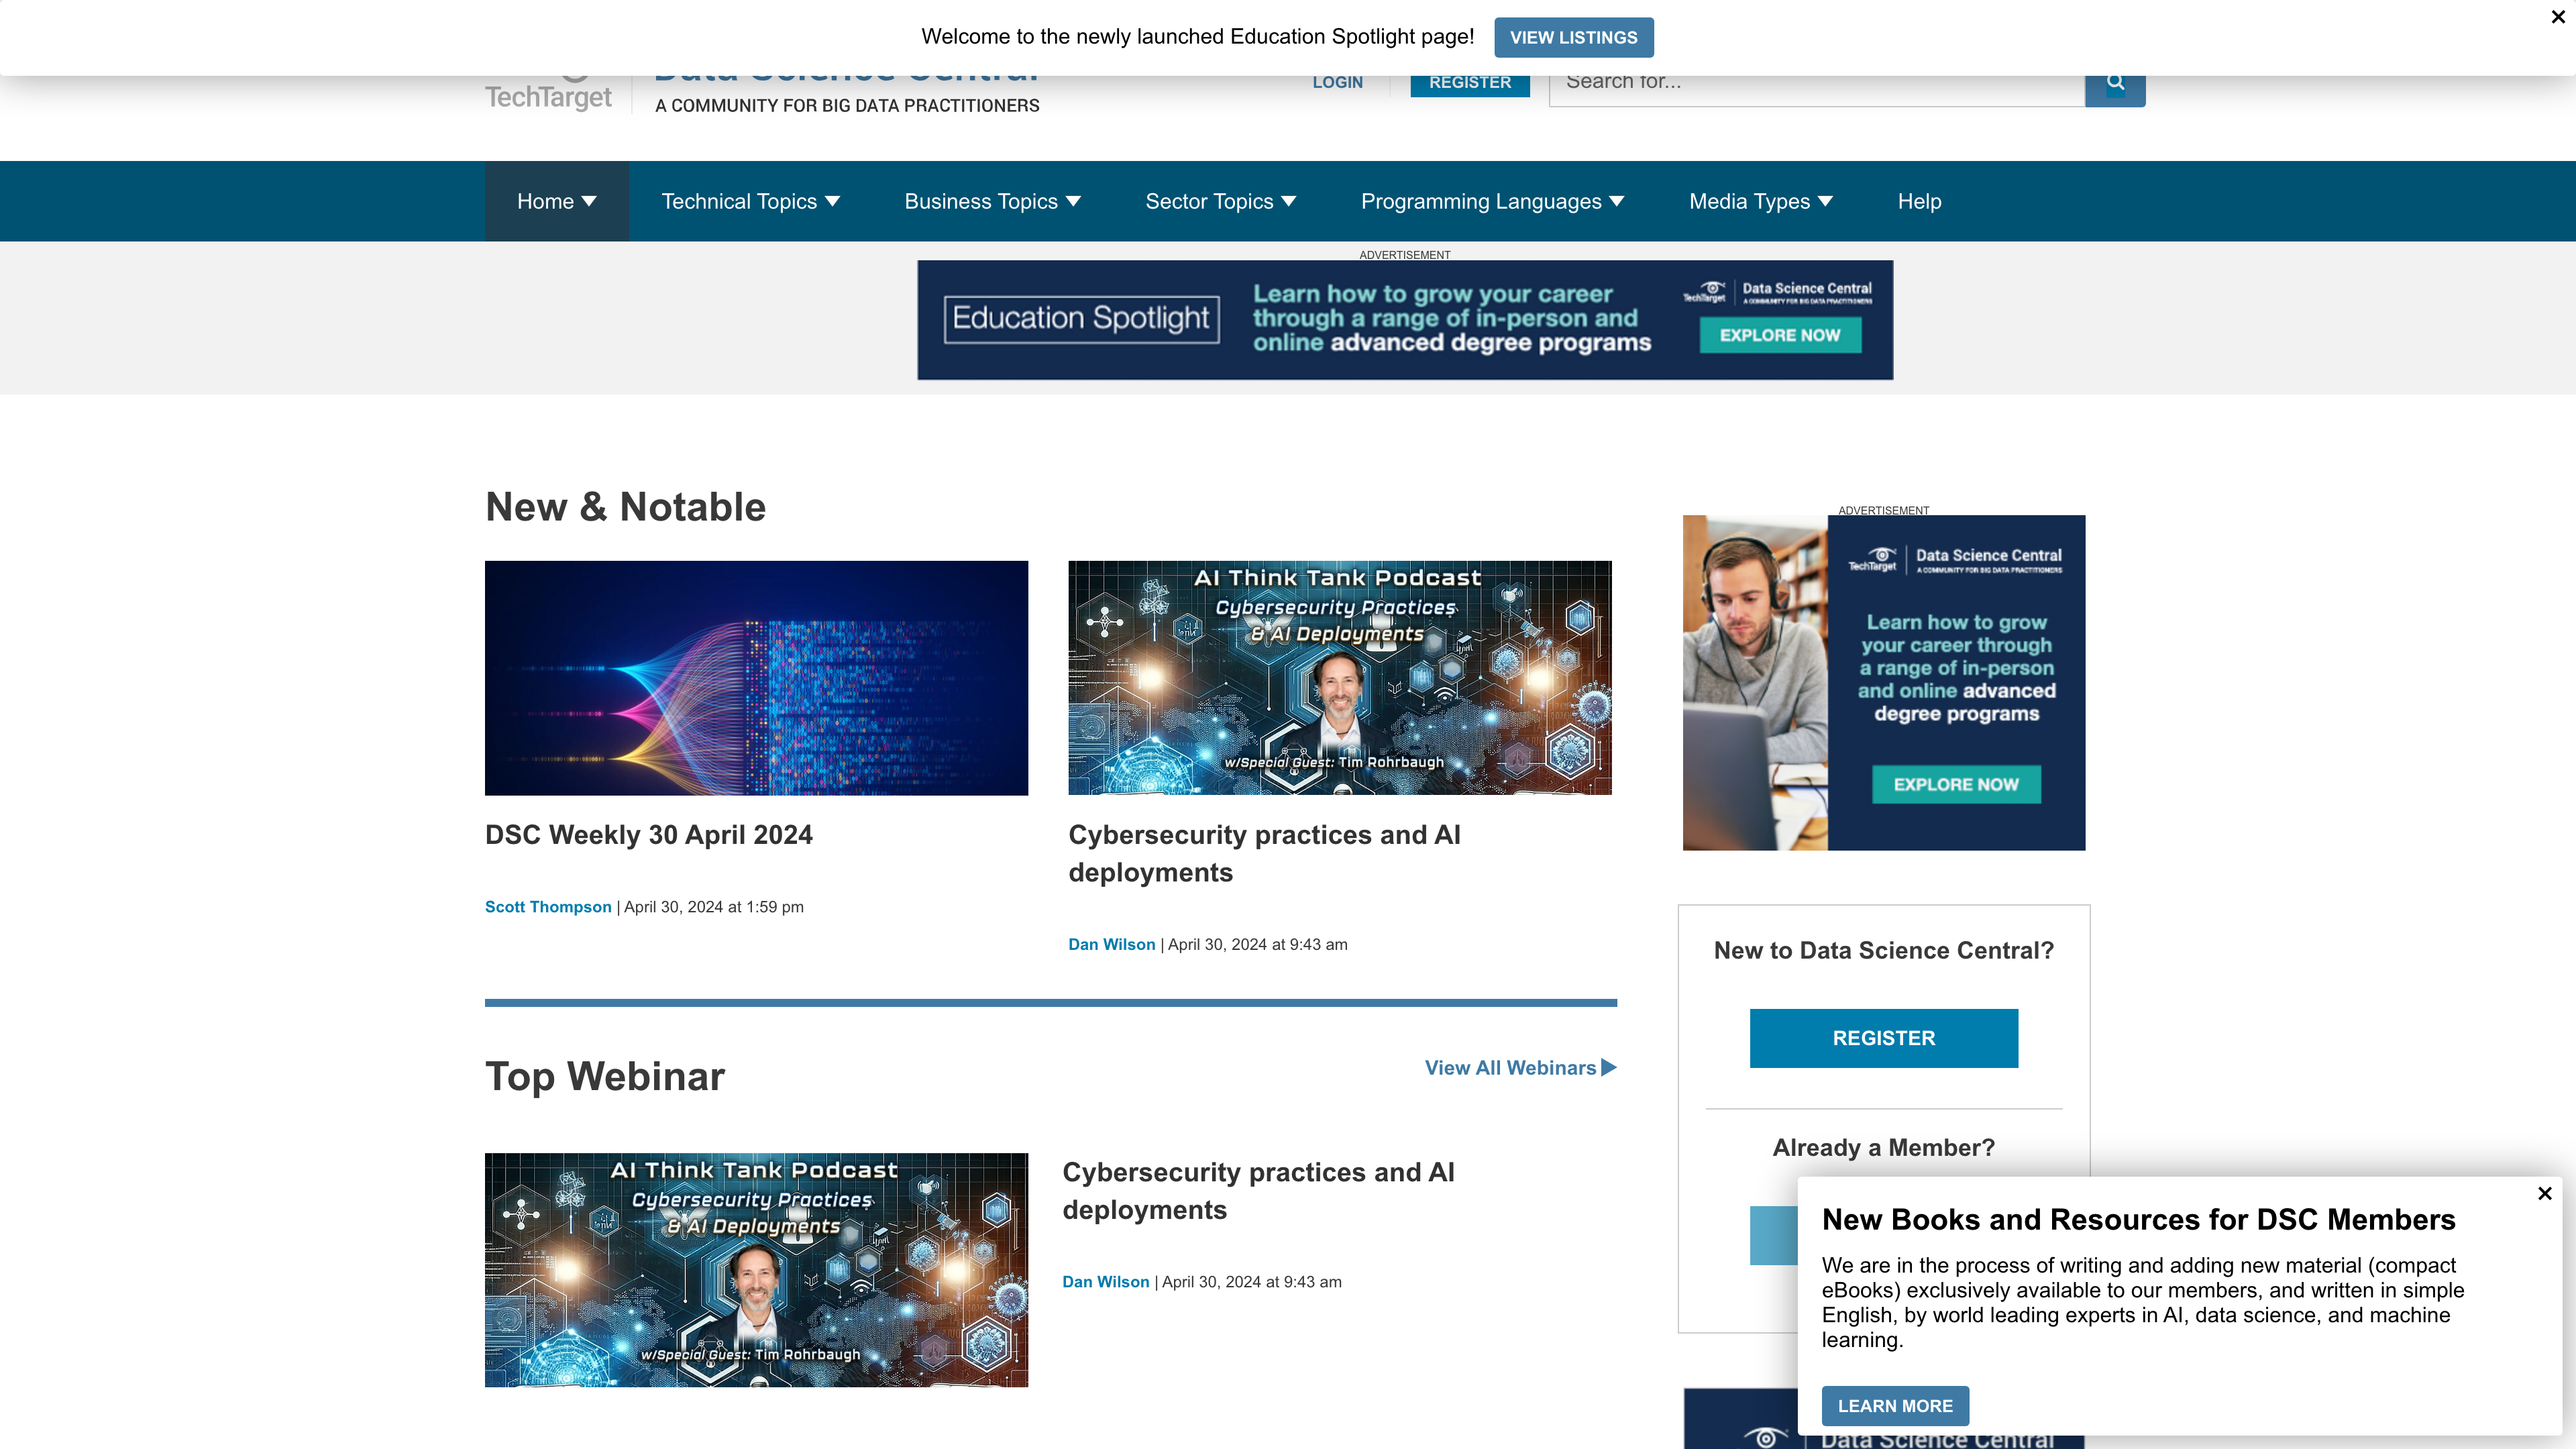 Welcome to the newly launched Education Spotlight page!
VIEW LISTINGS
TechTarget
Data Science Central
A COMMUNITY FOR BIG DATA PRACTITIONERS
LOGIN
REGISTER
Search for...
Home
Technical Topics
Business Topics
Sector Topics
Programming Languages
Media Types
Help
ADVERTISEMENT
Education Spotlight
Learn how to grow your career
through a range of in-person and
online advanced degree programs
TechTarget
Data Science Central
A COMMUNITY FOR BIG DATA PRACTITIONERS
EXPLORE NOW
New & Notable
AI Think Tank Podcast
Cybersecurity Practices
& AI Deployments
w/Special Guest: Tim Rohrbaugh
DSC Weekly 30 April 2024
Scott Thompson | April 30, 2024 at 1:59 pm
Cybersecurity practices and AI
deployments
Dan Wilson | April 30, 2024 at 9:43 am
Top Webinar
View All Webinars
AI Think Tank Podcast
Cybersecurity Practices
& AI Deployments
w/Special Guest: Tim Rohrbaugh
Cybersecurity practices and AI
deployments
Dan Wilson | April 30, 2024 at 9:43 am
ADVERTISEMENT
TechTarget
Data Science Central
A COMMUNITY FOR BIG DATA PRACTITIONERS
Learn how to grow
your career through
a range of in-person
and online advanced
degree programs
EXPLORE NOW
New to Data Science Central?
REGISTER
Already a Member?
New Books and Resources for DSC Members
We are in the process of writing and adding new material (compact
eBooks) exclusively available to our members, and written in simple
English, by world leading experts in AI, data science, and machine
learning.
LEARN MORE
Data Science Central